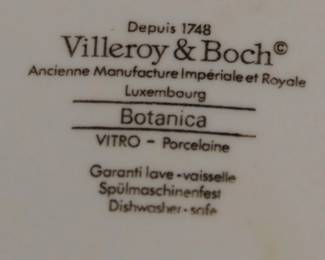 Depuis 1748
Villeroy & Boch©
Ancienne Manufacture Impériale et Royale
Luxembourg
Botanica
VITRO - Porcelaine
Garanti lave-vaisselle
Spülmaschinenfest
Dishwasher-safe